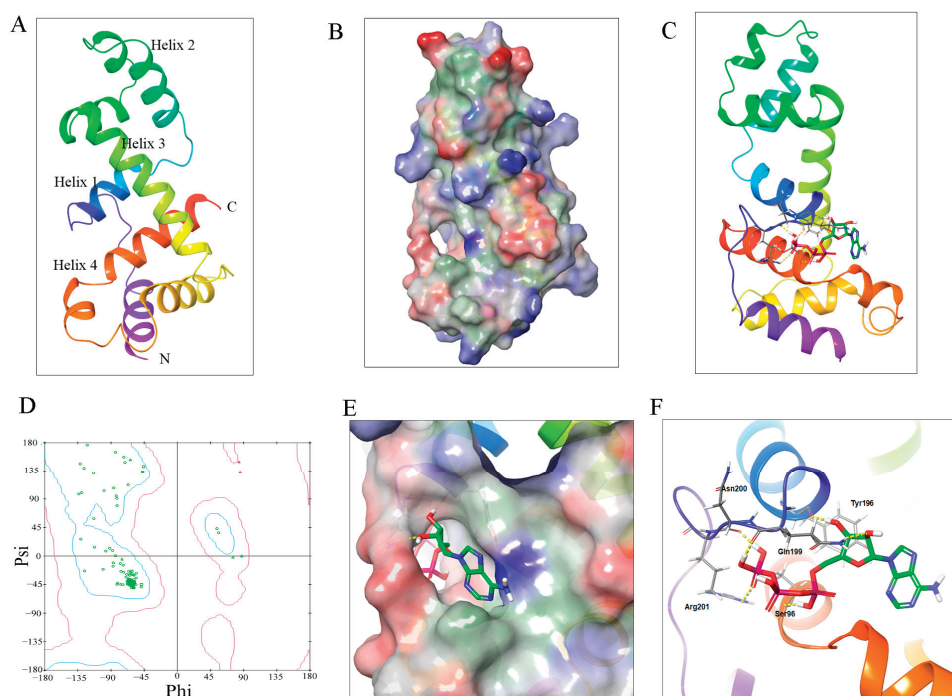 A
Helix 2
Helix 3
Helix 1
C
Helix 4
N
B
C
D
180
135
90
45
0
-45
-90
-135
-180
-180
-135
-90
-45
0
45
90
135
180
Psi
Phi
E
F
Asn200
Tyr196
Gln199
Arg201
Ser96